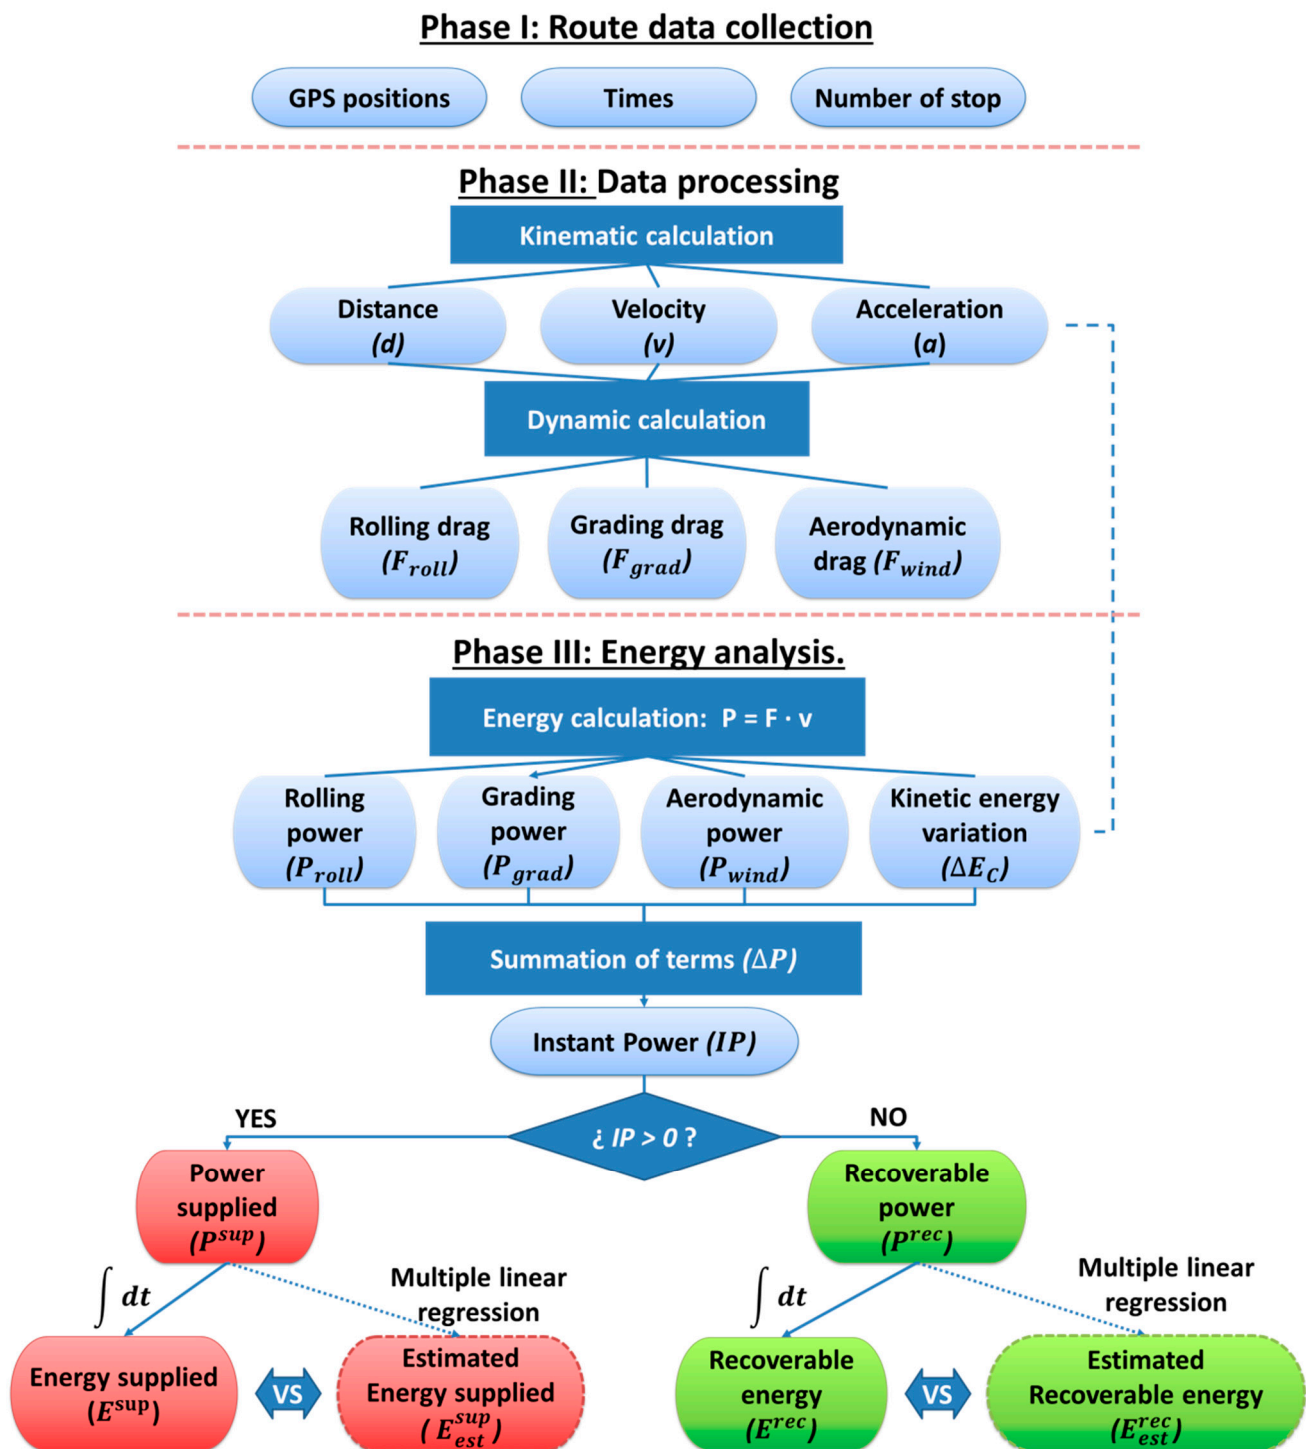 Phase I: Route data collection
GPS positions
Times
Number of stop
Phase II: Data processing
Kinematic calculation
Distance
(d)
Velocity
(v)
Acceleration
(a)
Dynamic calculation
Rolling drag
(F_roll)
Grading drag
(F_grad)
Aerodynamic
drag (F_wind)
Phase III: Energy analysis.
Energy calculation: P = F · v
Rolling
power
(P_roll)
Grading
power
(P_grad)
Aerodynamic
power
(P_wind)
Kinetic energy
variation
(ΔE_C)
Summation of terms (ΔP)
Instant Power (IP)
¿ IP > 0 ?
YES
NO
Power
supplied
(P^sup)
Recoverable
power
(P^rec)
∫ dt
Multiple linear
regression
∫ dt
Multiple linear
regression
Energy supplied
(E^sup)
VS
Estimated
Energy supplied
(E_est^sup)
Recoverable
energy
(E^rec)
VS
Estimated
Recoverable energy
(E_est^rec)